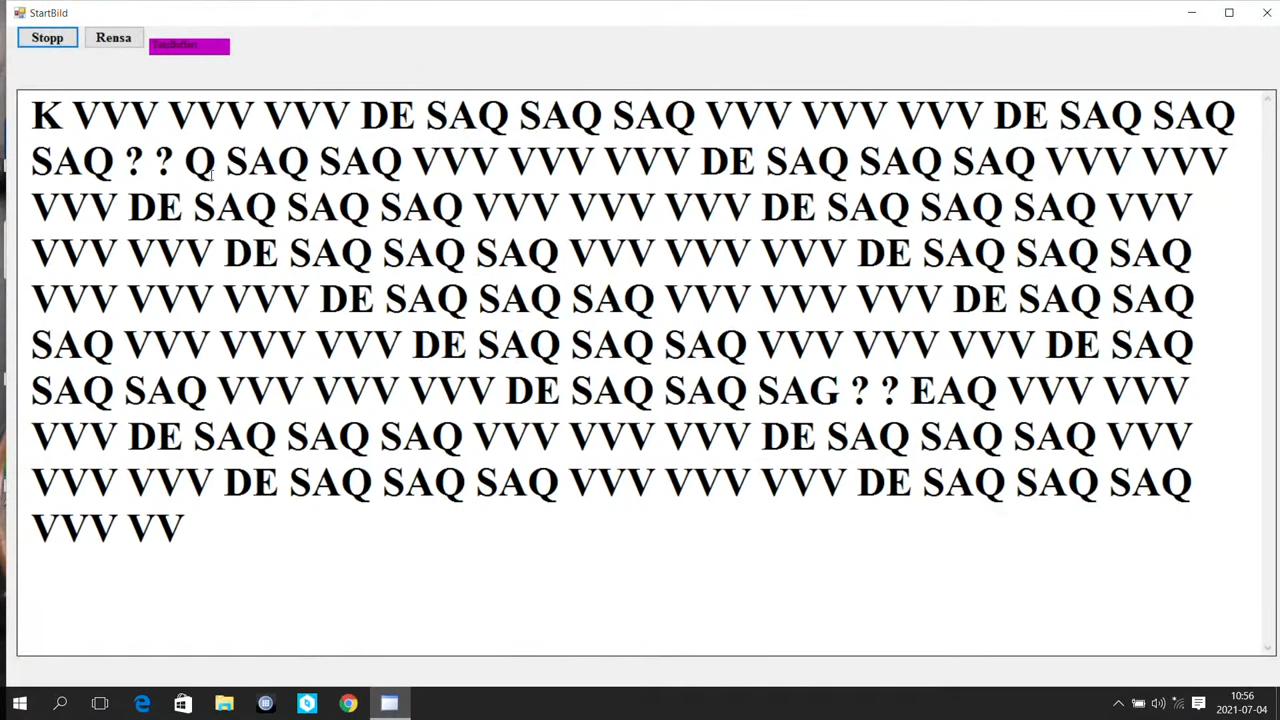 StartBild
Stopp Rensa
K VVV VVV VVV DE SAQ SAQ SAQ VVV VVV VVV DE SAQ SAQ
SAQ ? ? Q SAQ SAQ VVV VVV VVV DE SAQ SAQ SAQ VVV VVV
VVV DE SAQ SAQ SAQ VVV VVV VVV DE SAQ SAQ SAQ VVV
VVV VVV DE SAQ SAQ SAQ VVV VVV VVV DE SAQ SAQ SAQ
VVV VVV VVV DE SAQ SAQ SAQ VVV VVV VVV DE SAQ SAQ
SAQ VVV VVV VVV DE SAQ SAQ SAQ VVV VVV VVV DE SAQ
SAQ SAQ VVV VVV VVV DE SAQ SAQ SAG ? ? EAQ VVV VVV
VVV DE SAQ SAQ SAQ VVV VVV VVV DE SAQ SAQ SAQ VVV
VVV VVV DE SAQ SAQ SAQ VVV VVV VVV DE SAQ SAQ SAQ
VVV VV
10:56
2021-07-04